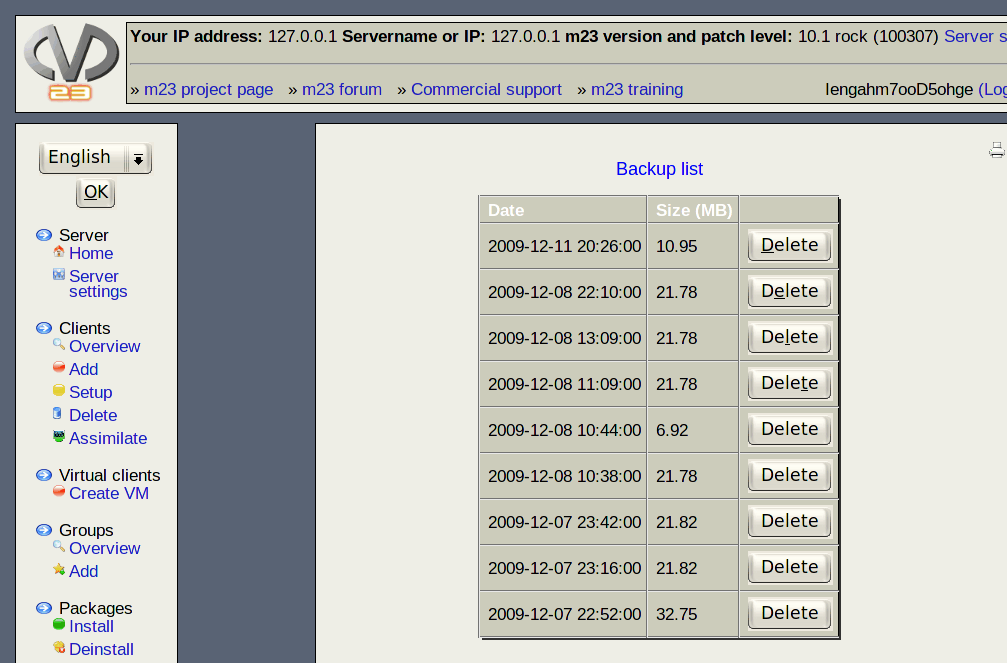 23
Your IP address: 127.0.0.1 Servername or IP: 127.0.0.1 m23 version and patch level: 10.1 rock (100307) Server s
» m23 project page » m23 forum » Commercial support » m23 training Iengahm7ooD5ohge (Log
English
OK
Server
Home
Server
settings
Clients
Overview
Add
Setup
Delete
Assimilate
Virtual clients
Create VM
Groups
Overview
Add
Packages
Install
Deinstall
Backup list
Date Size (MB)
2009-12-11 20:26:00 10.95 Delete
2009-12-08 22:10:00 21.78 Delete
2009-12-08 13:09:00 21.78 Delete
2009-12-08 11:09:00 21.78 Delete
2009-12-08 10:44:00 6.92 Delete
2009-12-08 10:38:00 21.78 Delete
2009-12-07 23:42:00 21.82 Delete
2009-12-07 23:16:00 21.82 Delete
2009-12-07 22:52:00 32.75 Delete